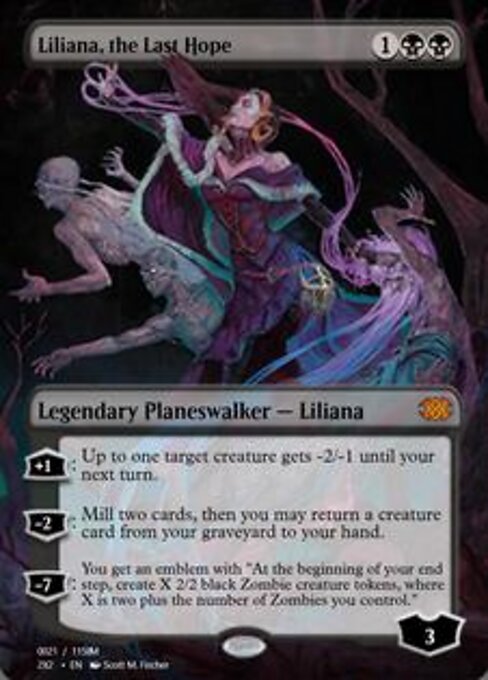 Liliana, the Last Hope 1
Legendary Planeswalker — Liliana
+1: Up to one target creature gets -2/-1 until your
next turn.
-2: Mill two cards, then you may return a creature
card from your graveyard to your hand.
-7: You get an emblem with "At the beginning of your end
step, create X 2/2 black Zombie creature tokens, where
X is two plus the number of Zombies you control."
3
0021 / 1158M
2X2 • EN Scott M. Fischer